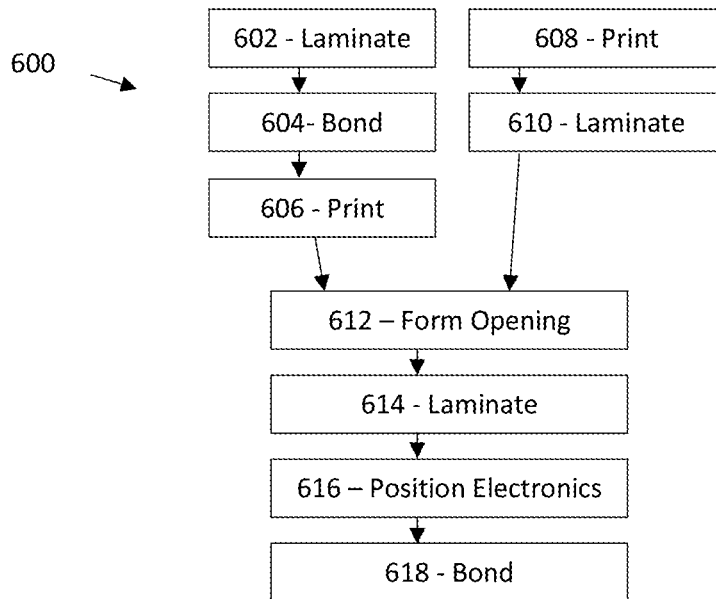 600
602 - Laminate
608 - Print
604- Bond
610 - Laminate
606 - Print
612 – Form Opening
614 - Laminate
616 – Position Electronics
618 - Bond